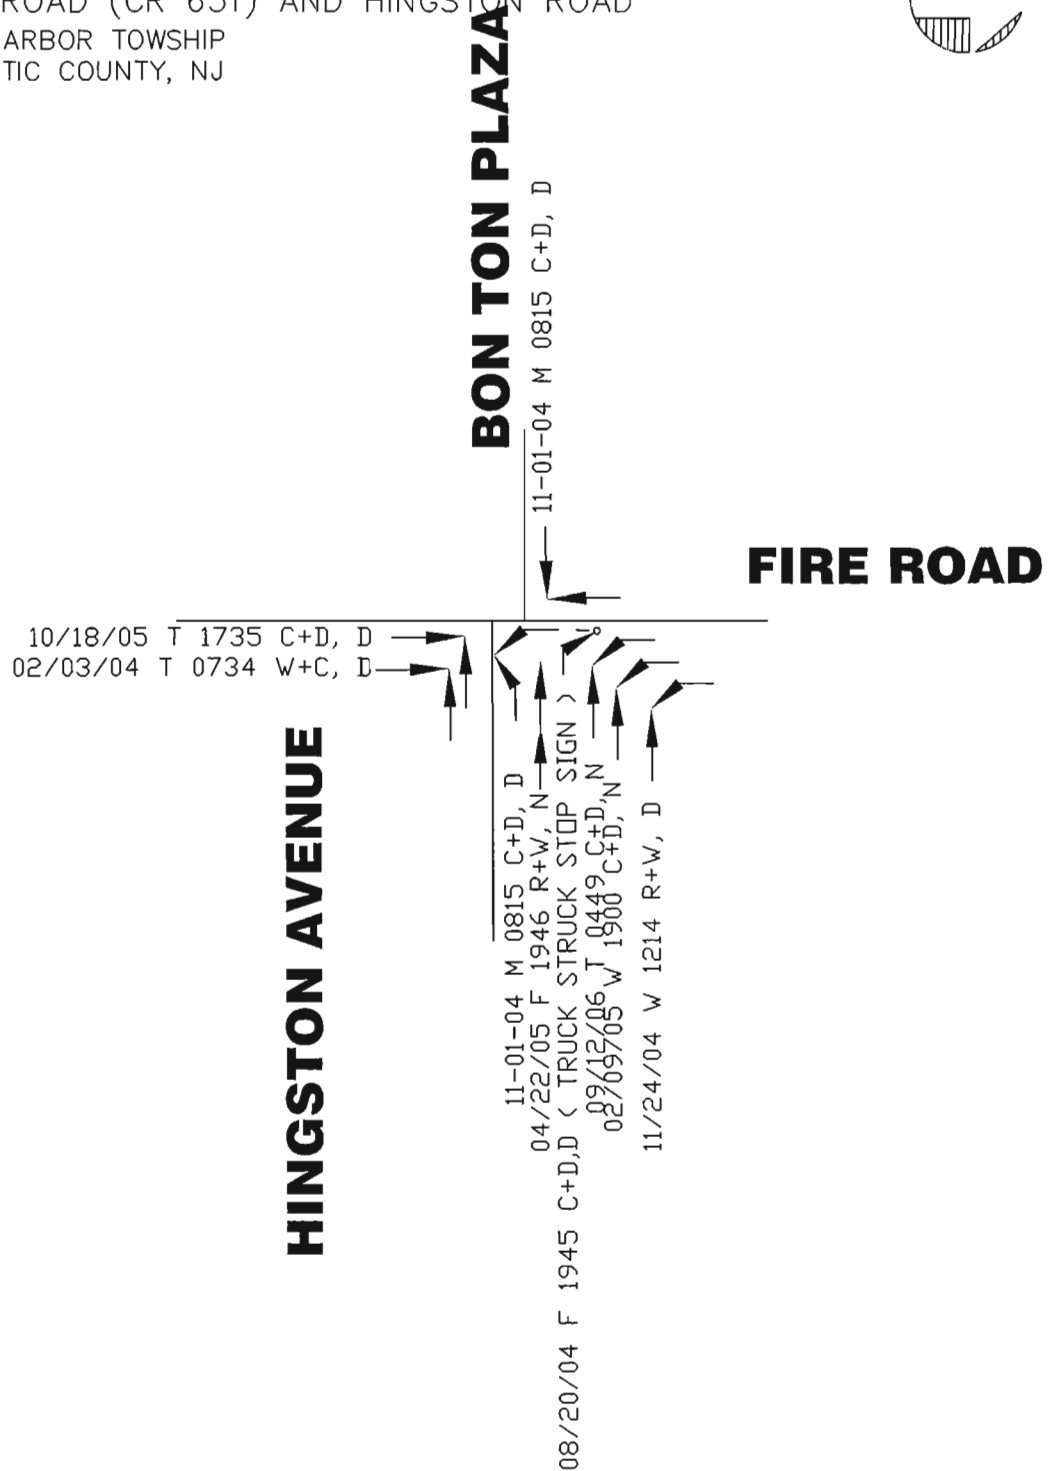 ROAD (CR 651) AND HINGSTON ROAD
ARBOR TOWSHIP
TIC COUNTY, NJ
BON TON PLAZA
11-01-04 M 0815 C+D, D
FIRE ROAD
10/18/05 T 1735 C+D, D
02/03/04 T 0734 W+C, D
HINGSTON AVENUE
11-01-04 M 0815 C+D, D
04/22/05 F 1946 R+W, N
08/20/04 F 1945 C+D,D ( TRUCK STRUCK STOP SIGN )
09/12/06 T 0449 C+D, N
02/09/05 W 1900 C+D, N
11/24/04 W 1214 R+W, D